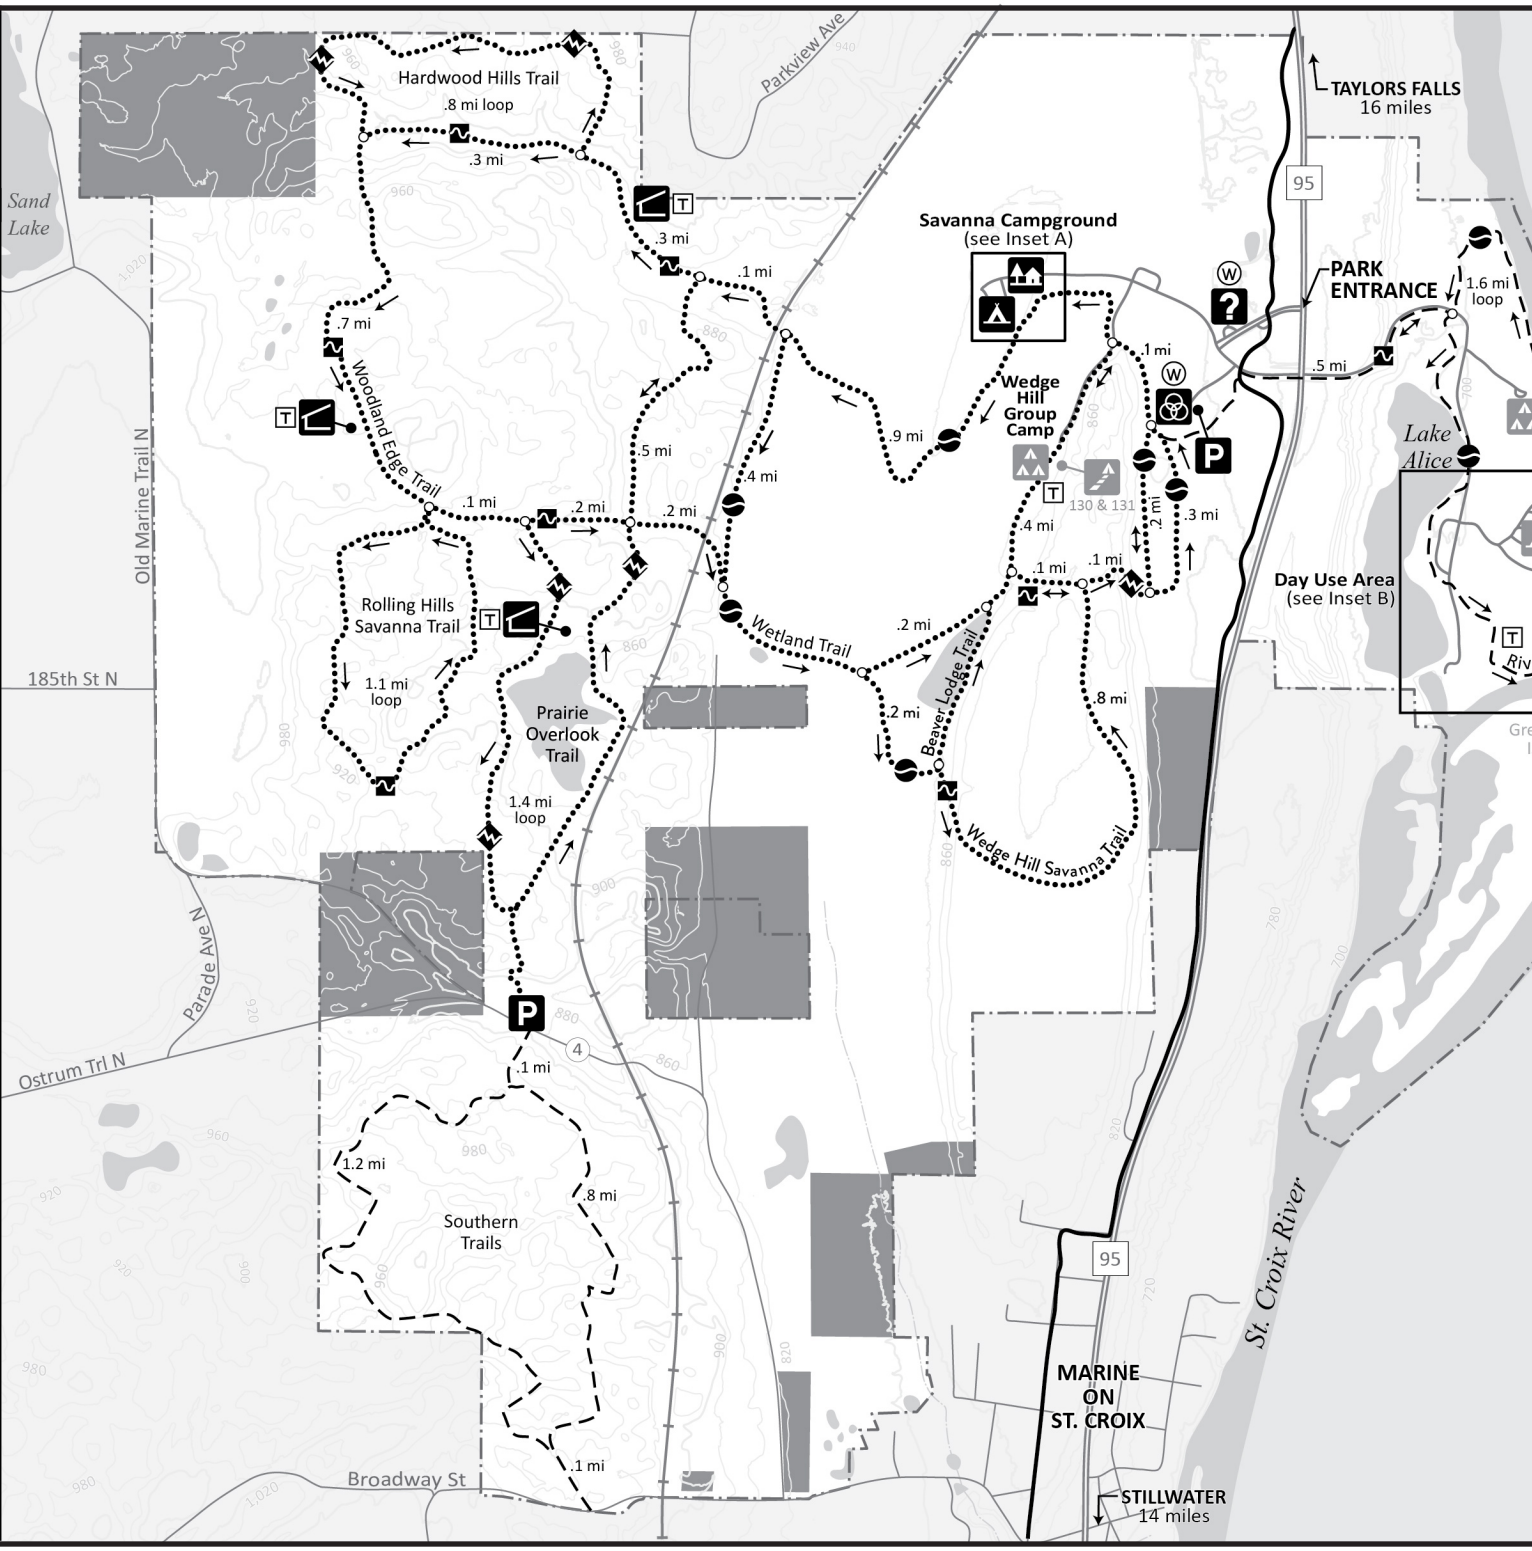 Parkview Ave
940
960
980
Hardwood Hills Trail
.8 mi loop
.3 mi
960
TAYLORS FALLS
16 miles
95
Sand
Lake
1,020
T
.3 mi
.1 mi
Savanna Campground
(see Inset A)
W
?
PARK
ENTRANCE
1.6 mi
loop
.7 mi
880
.1 mi
.5 mi
Woodland Edge Trail
T
Wedge
Hill
Group
Camp
860
W
P
700
Lake
Alice
.9 mi
.5 mi
.4 mi
T
130 & 131
.2 mi
.3 mi
Old Marine Trail N
.1 mi
.2 mi
.2 mi
.4 mi
.1 mi
.1 mi
Day Use Area
(see Inset B)
Rolling Hills
Savanna Trail
T
860
Wetland Trail
.2 mi
T
Riv
185th St N
1.1 mi
loop
980
920
Prairie
Overlook
Trail
.2 mi
Beaver Lodge Trail
.8 mi
Gre
1.4 mi
loop
860
Wedge Hill Savanna Trail
900
780
700
Parade Ave N
920
P
880
4
860
Ostrum Trl N
.1 mi
960
980
820
1.2 mi
.8 mi
920
Southern
Trails
920
900
960
95
720
St. Croix River
900
820
980
MARINE
ON
ST. CROIX
.1 mi
Broadway St
980
1,020
STILLWATER
14 miles